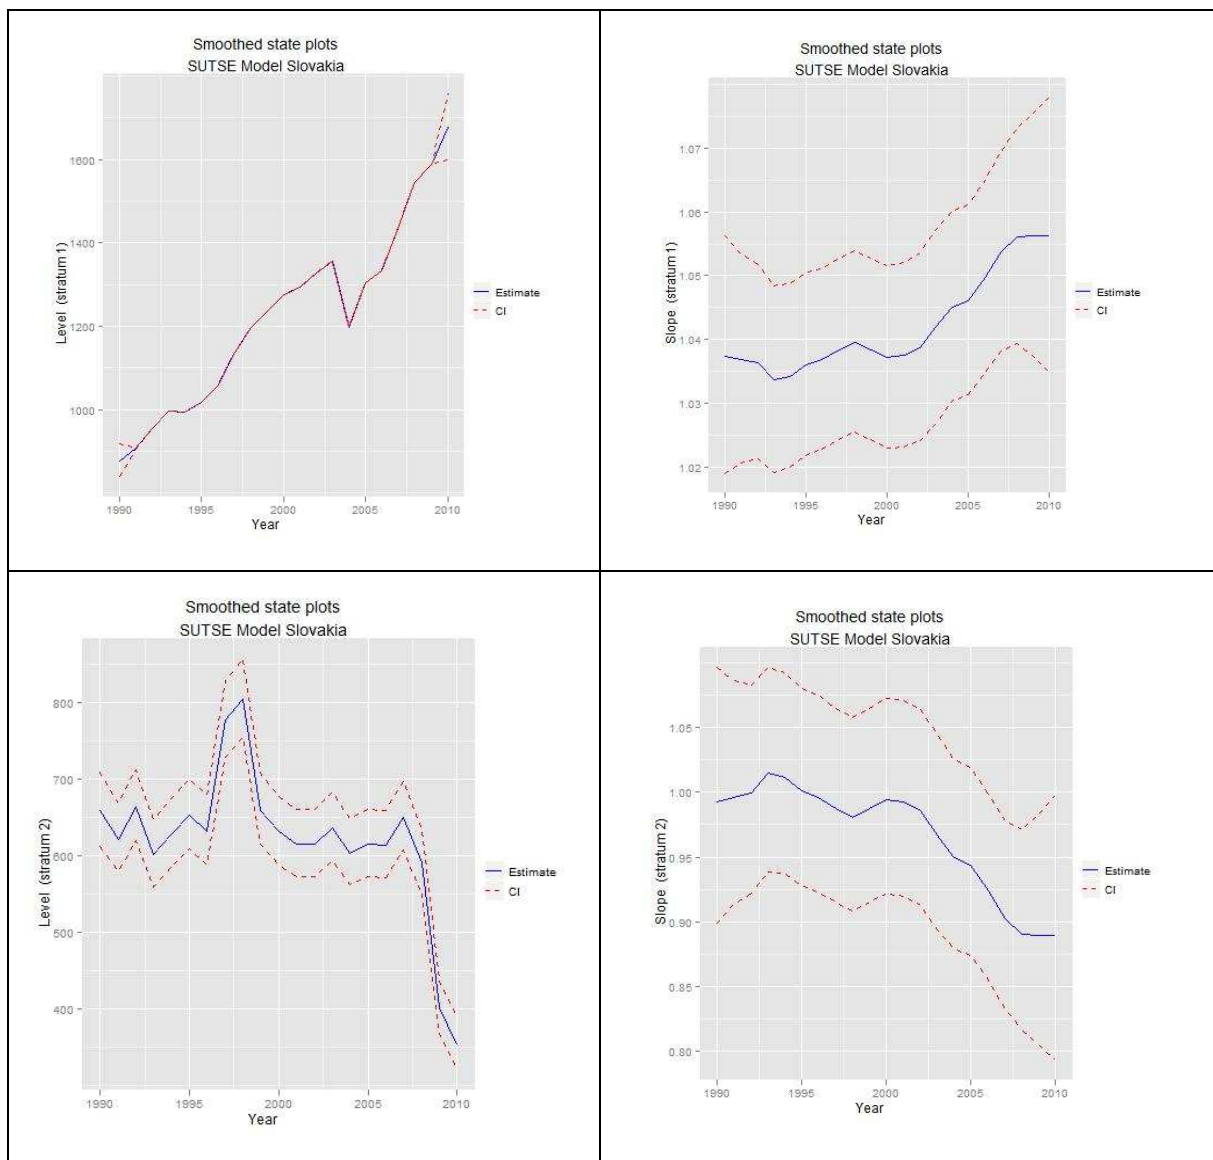 Smoothed state plots
SUTSE Model Slovakia
1600
1400
1200
1000
Level (stratum 1)
1990 1995 2000 2005 2010
Year
Estimate
CI
Smoothed state plots
SUTSE Model Slovakia
1.07
1.06
1.05
1.04
1.03
1.02
Slope (stratum 1)
1990 1995 2000 2005 2010
Year
Estimate
CI
Smoothed state plots
SUTSE Model Slovakia
800
700
600
500
400
Level (stratum 2)
1990 1995 2000 2005 2010
Year
Estimate
CI
Smoothed state plots
SUTSE Model Slovakia
1.05
1.00
0.95
0.90
0.85
0.80
Slope (stratum 2)
1990 1995 2000 2005 2010
Year
Estimate
CI